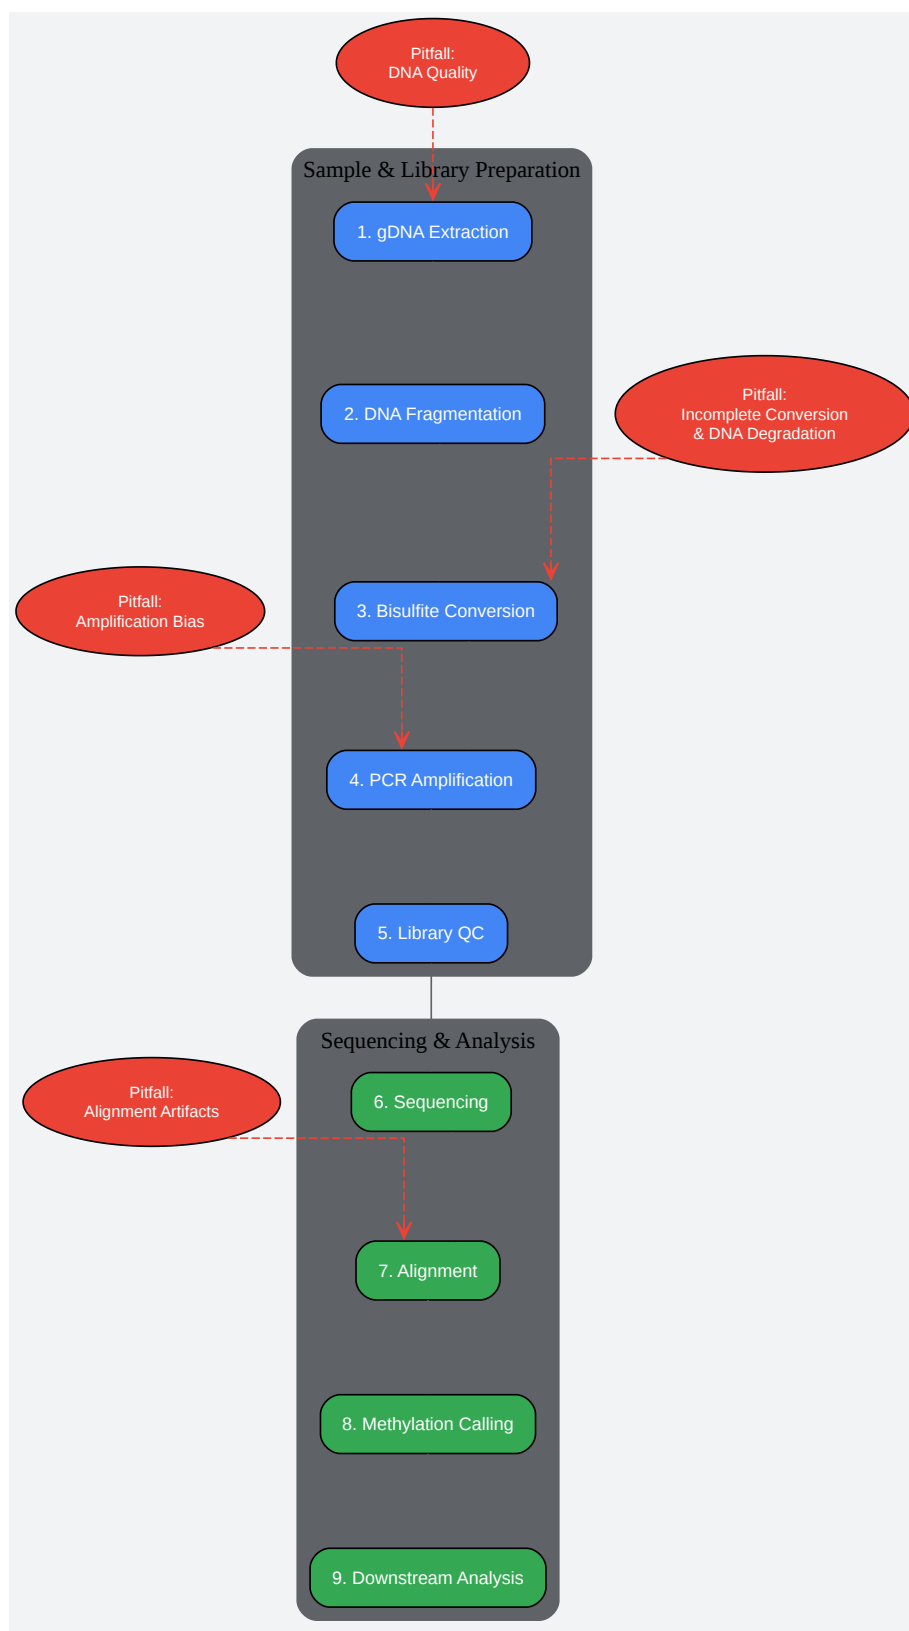 Pitfall:
DNA Quality
Sample & Library Preparation
1. gDNA Extraction
2. DNA Fragmentation
Pitfall:
Incomplete Conversion
& DNA Degradation
3. Bisulfite Conversion
Pitfall:
Amplification Bias
4. PCR Amplification
5. Library QC
Sequencing & Analysis
6. Sequencing
Pitfall:
Alignment Artifacts
7. Alignment
8. Methylation Calling
9. Downstream Analysis